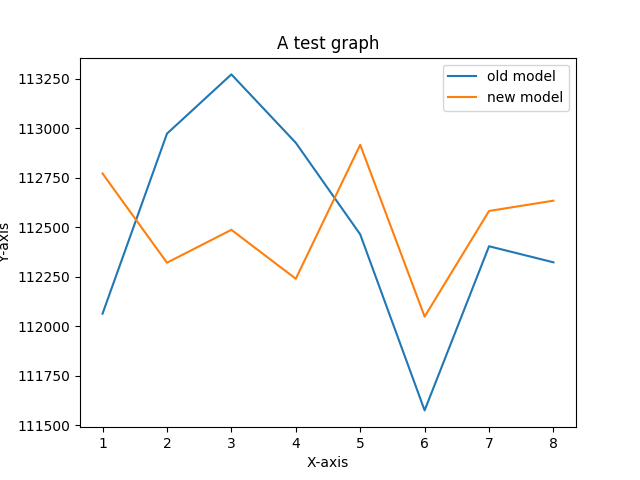 A test graph
old model
new model
113250
113000
112750
112500
112250
112000
111750
111500
Y-axis
1 2 3 4 5 6 7 8
X-axis